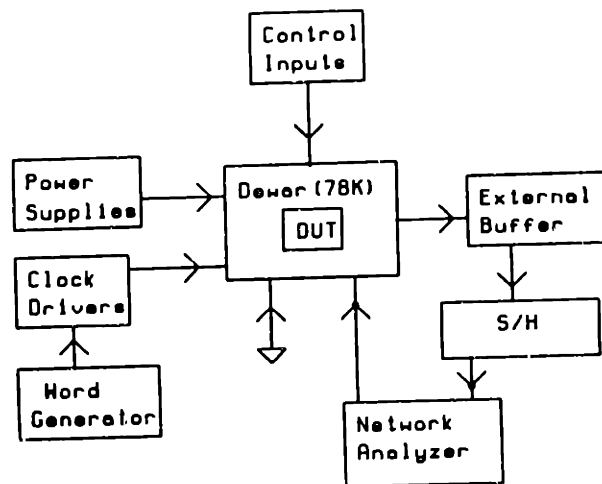 Control
Inputs
Power
Supplies
Dewar (78K)
DUT
External
Buffer
Clock
Drivers
S/H
Word
Generator
Network
Analyzer